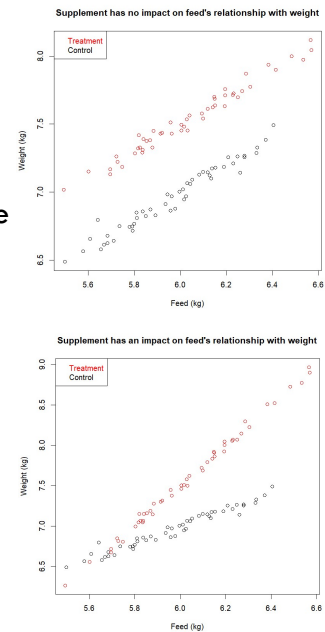 Supplement has no impact on feed's relationship with weight
Treatment
Control
8.0
7.5
7.0
6.5
Weight (kg)
5.6 5.8 6.0 6.2 6.4 6.6
Feed (kg)
e
Supplement has an impact on feed's relationship with weight
Treatment
Control
9.0
8.5
8.0
7.5
7.0
6.5
Weight (kg)
5.6 5.8 6.0 6.2 6.4 6.6
Feed (kg)